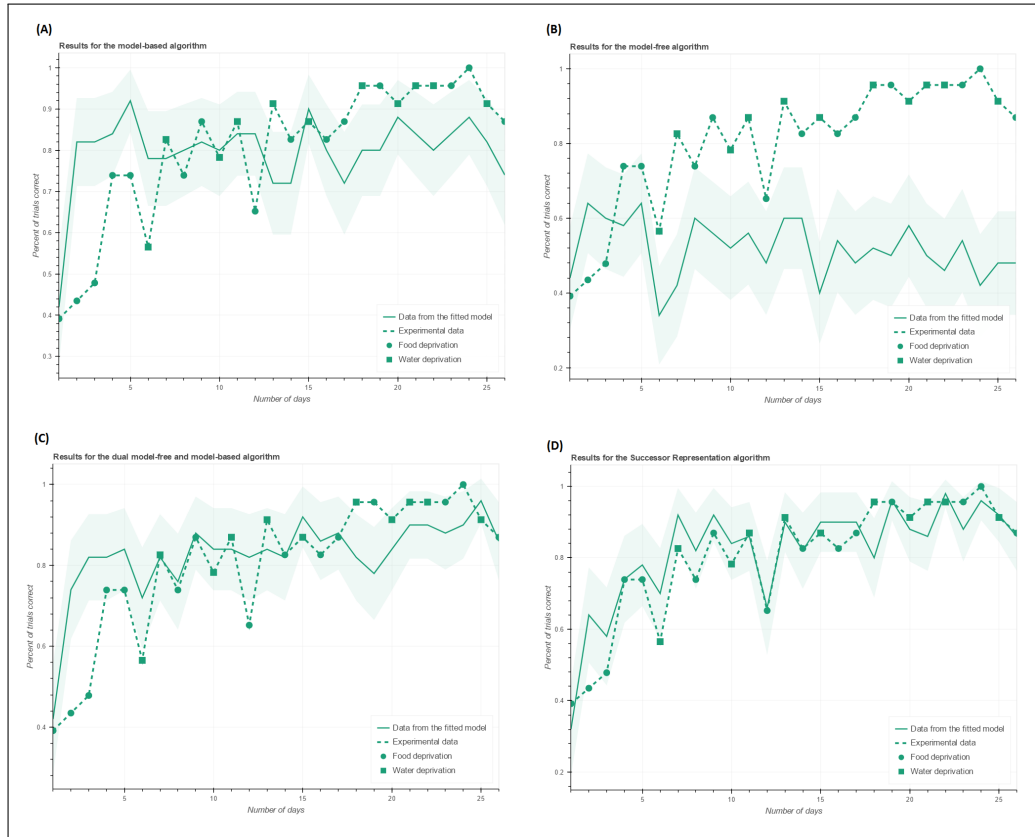 (A)
Results for the model-based algorithm
Percent of trials correct
1
0.9
0.8
0.7
0.6
0.5
0.4
0.3
5
10
15
20
25
Number of days
Data from the fitted model
Experimental data
Food deprivation
Water deprivation
(B)
Results for the model-free algorithm
Percent of trials correct
1
0.8
0.6
0.4
0.2
5
10
15
20
25
Number of days
Data from the fitted model
Experimental data
Food deprivation
Water deprivation
(C)
Results for the dual model-free and model-based algorithm
Percent of trials correct
1
0.8
0.6
0.4
5
10
15
20
25
Number of days
Data from the fitted model
Experimental data
Food deprivation
Water deprivation
(D)
Results for the Successor Representation algorithm
Percent of trials correct
1
0.8
0.6
0.4
0.2
5
10
15
20
25
Number of days
Data from the fitted model
Experimental data
Food deprivation
Water deprivation